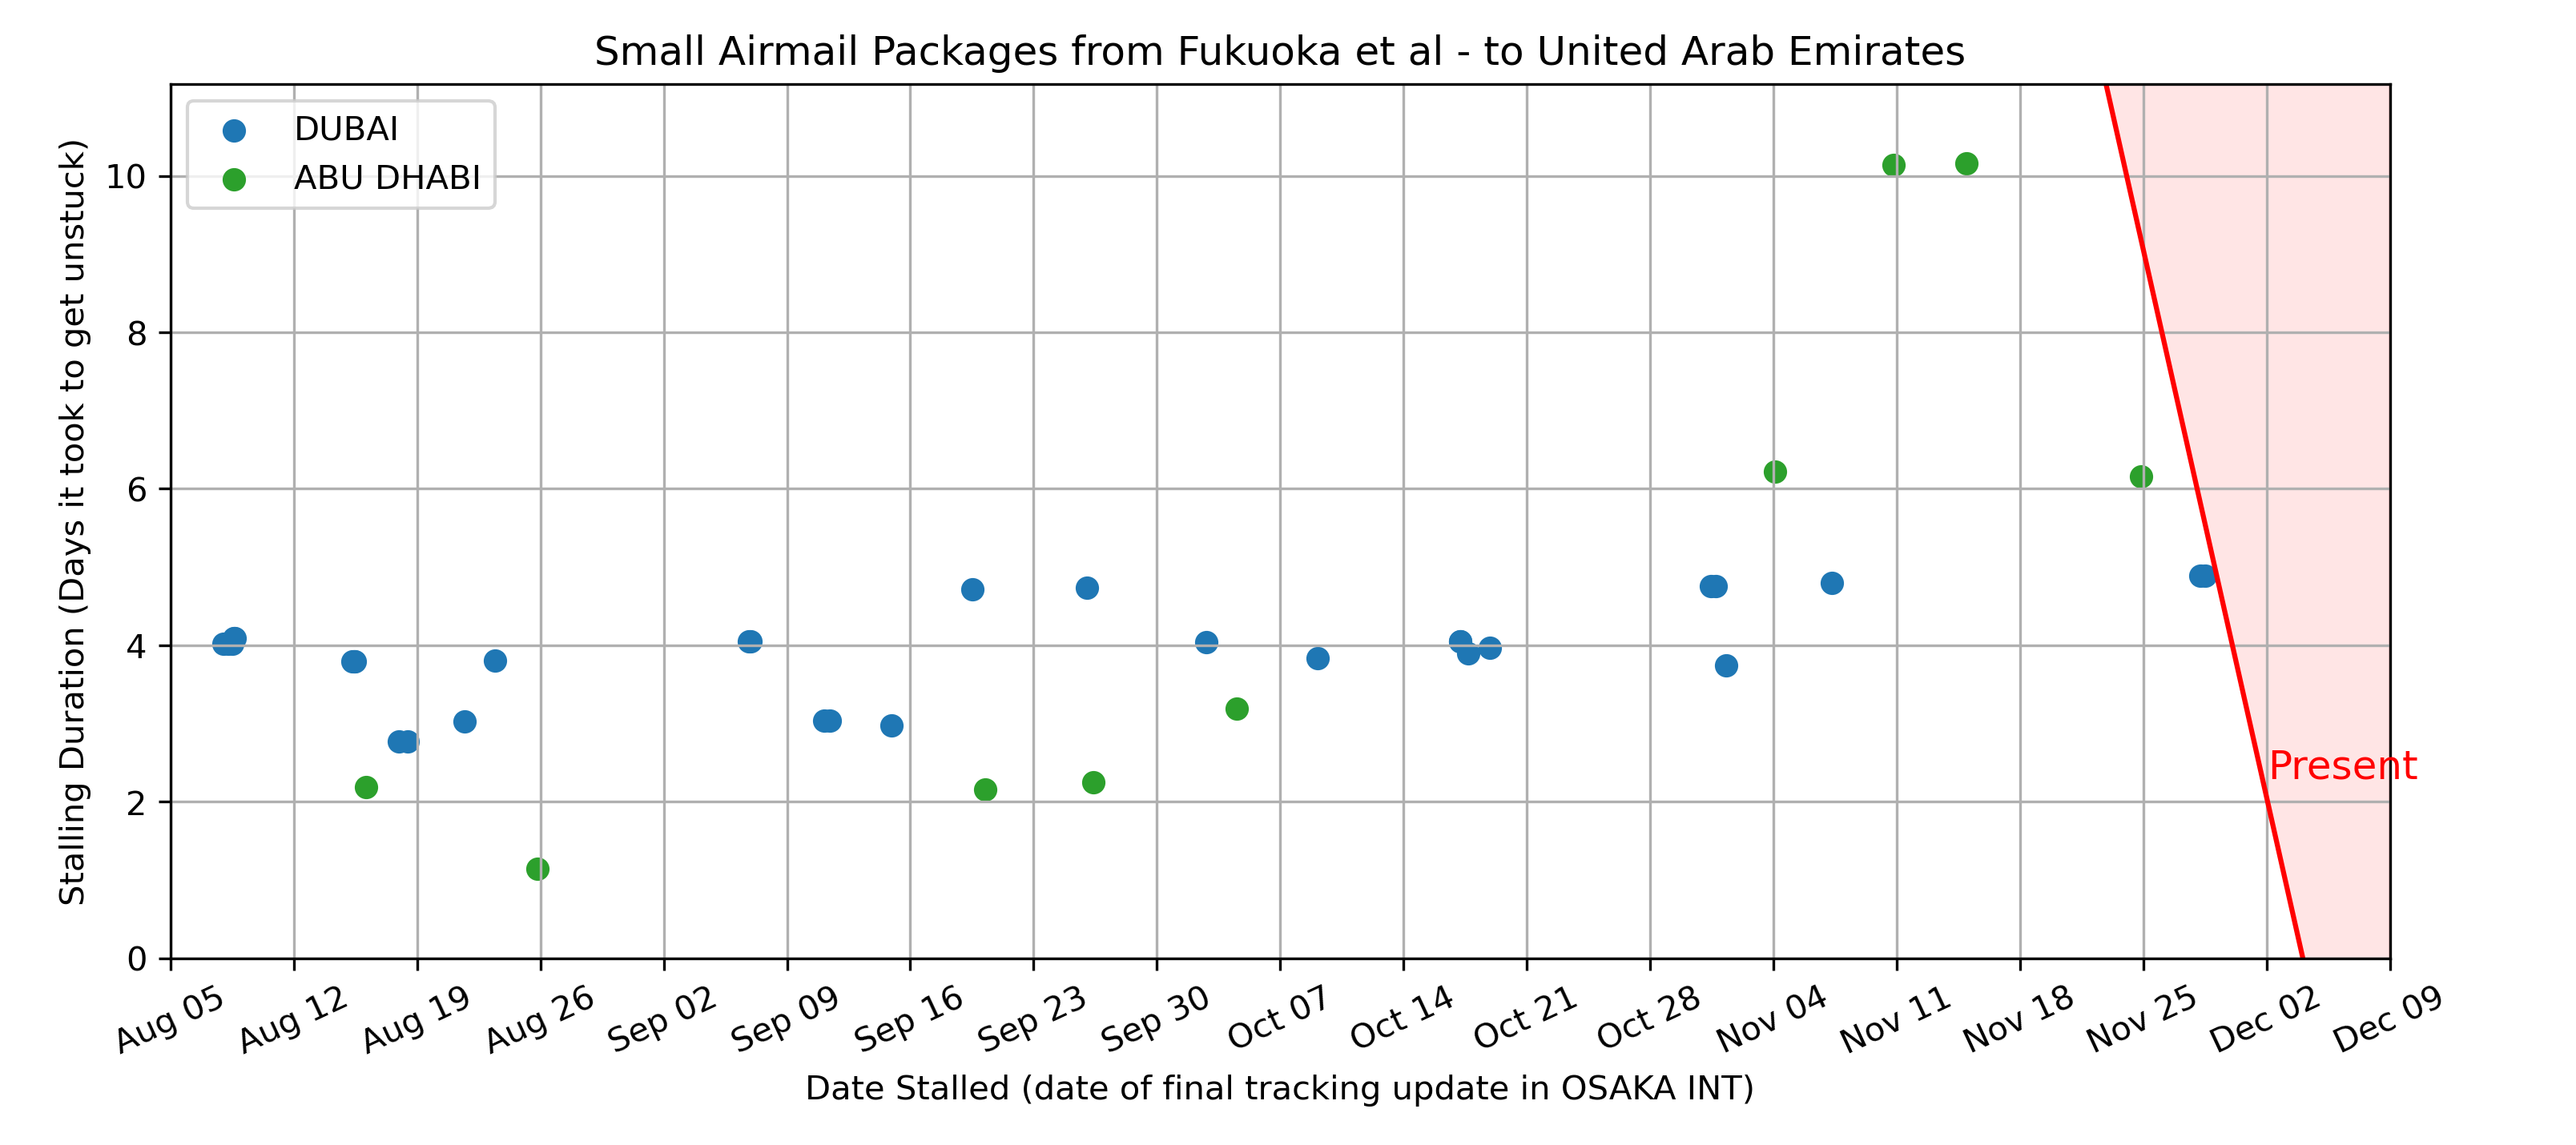 Small Airmail Packages from Fukuoka et al - to United Arab Emirates
DUBAI
ABU DHABI
Stalling Duration (Days it took to get unstuck)
10
8
6
4
2
0
Present
Aug 05
Aug 12
Aug 19
Aug 26
Sep 02
Sep 09
Sep 16
Sep 23
Sep 30
Oct 07
Oct 14
Oct 21
Oct 28
Nov 04
Nov 11
Nov 18
Nov 25
Dec 02
Dec 09
Date Stalled (date of final tracking update in OSAKA INT)